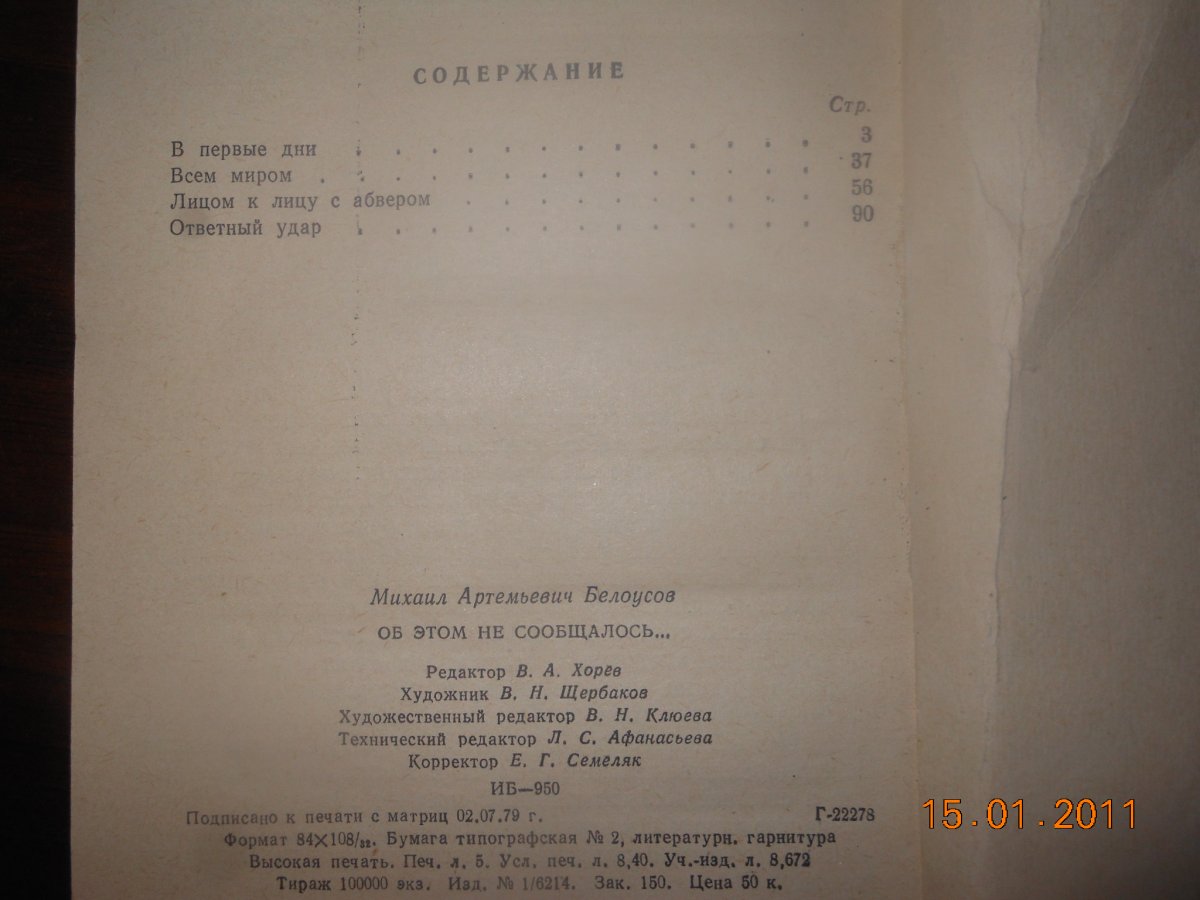 СОДЕРЖАНИЕ
Стр.
В первые дни . . . . . . . . . . . . . 3
Всем миром . . . . . . . . . . . . . . 37
Лицом к лицу с абвером . . . . . . . . . . 56
Ответный удар . . . . . . . . . . . . . 90
Михаил Артемьевич Белоусов
ОБ ЭТОМ НЕ СООБЩАЛОСЬ...
Редактор В. А. Хорев
Художник В. Н. Щербаков
Художественный редактор В. Н. Клюева
Технический редактор Л. С. Афанасьева
Корректор Е. Г. Семеляк
ИБ—950
Подписано к печати с матриц 02.07.79 г. Г-22278
Формат 84×108/32. Бумага типографская № 2, литературн. гарнитура
Высокая печать. Печ. л. 5. Усл. печ. л. 8,40. Уч.-изд. л. 8,672
Тираж 100000 экз. Изд. № 1/6214. Зак. 150. Цена 50 к.
15.01.2011